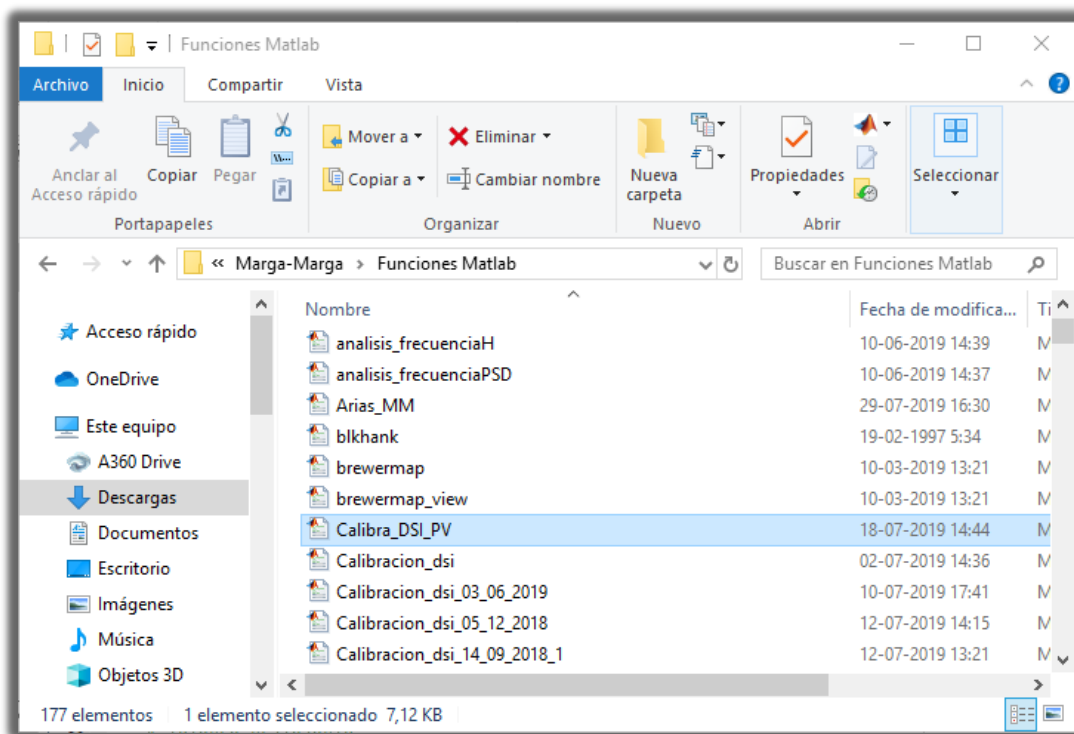 Funciones Matlab
Archivo Inicio Compartir Vista
Anclar al Acceso rápido Copiar Pegar Mover a Copiar a Eliminar Cambiar nombre Nueva carpeta Propiedades Seleccionar
Portapapeles Organizar Nuevo Abrir
« Marga-Marga > Funciones Matlab Buscar en Funciones Matlab
Nombre Fecha de modifica... Ti
Acceso rápido
OneDrive
Este equipo
A360 Drive
Descargas
Documentos
Escritorio
Imágenes
Música
Objetos 3D
analisis_frecuenciaH 10-06-2019 14:39 M
analisis_frecuenciaPSD 10-06-2019 14:37 M
Arias_MM 29-07-2019 16:30 M
blkhank 19-02-1997 5:34 M
brewermap 10-03-2019 13:21 M
brewermap_view 10-03-2019 13:21 M
Calibra_DSI_PV 18-07-2019 14:44 M
Calibracion_dsi 02-07-2019 14:36 M
Calibracion_dsi_03_06_2019 10-07-2019 17:41 M
Calibracion_dsi_05_12_2018 12-07-2019 14:15 M
Calibracion_dsi_14_09_2018_1 12-07-2019 13:21 M
177 elementos 1 elemento seleccionado 7,12 KB